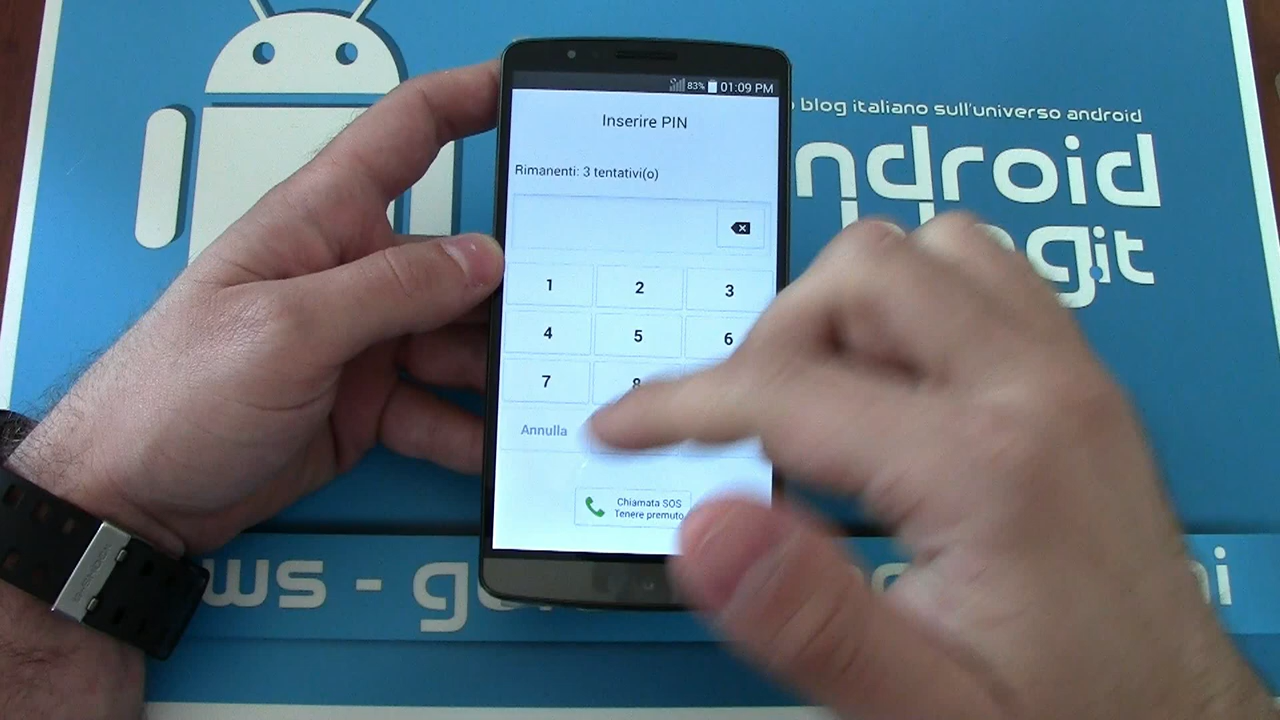 83% 01:09 PM
Inserire PIN
Rimanenti: 3 tentativi(o)
1 2 3
4 5 6
7 8
Annulla
Chiamata SOS
Tenere premuto
blog italiano sull'universo android
ndroid
git
ws - g